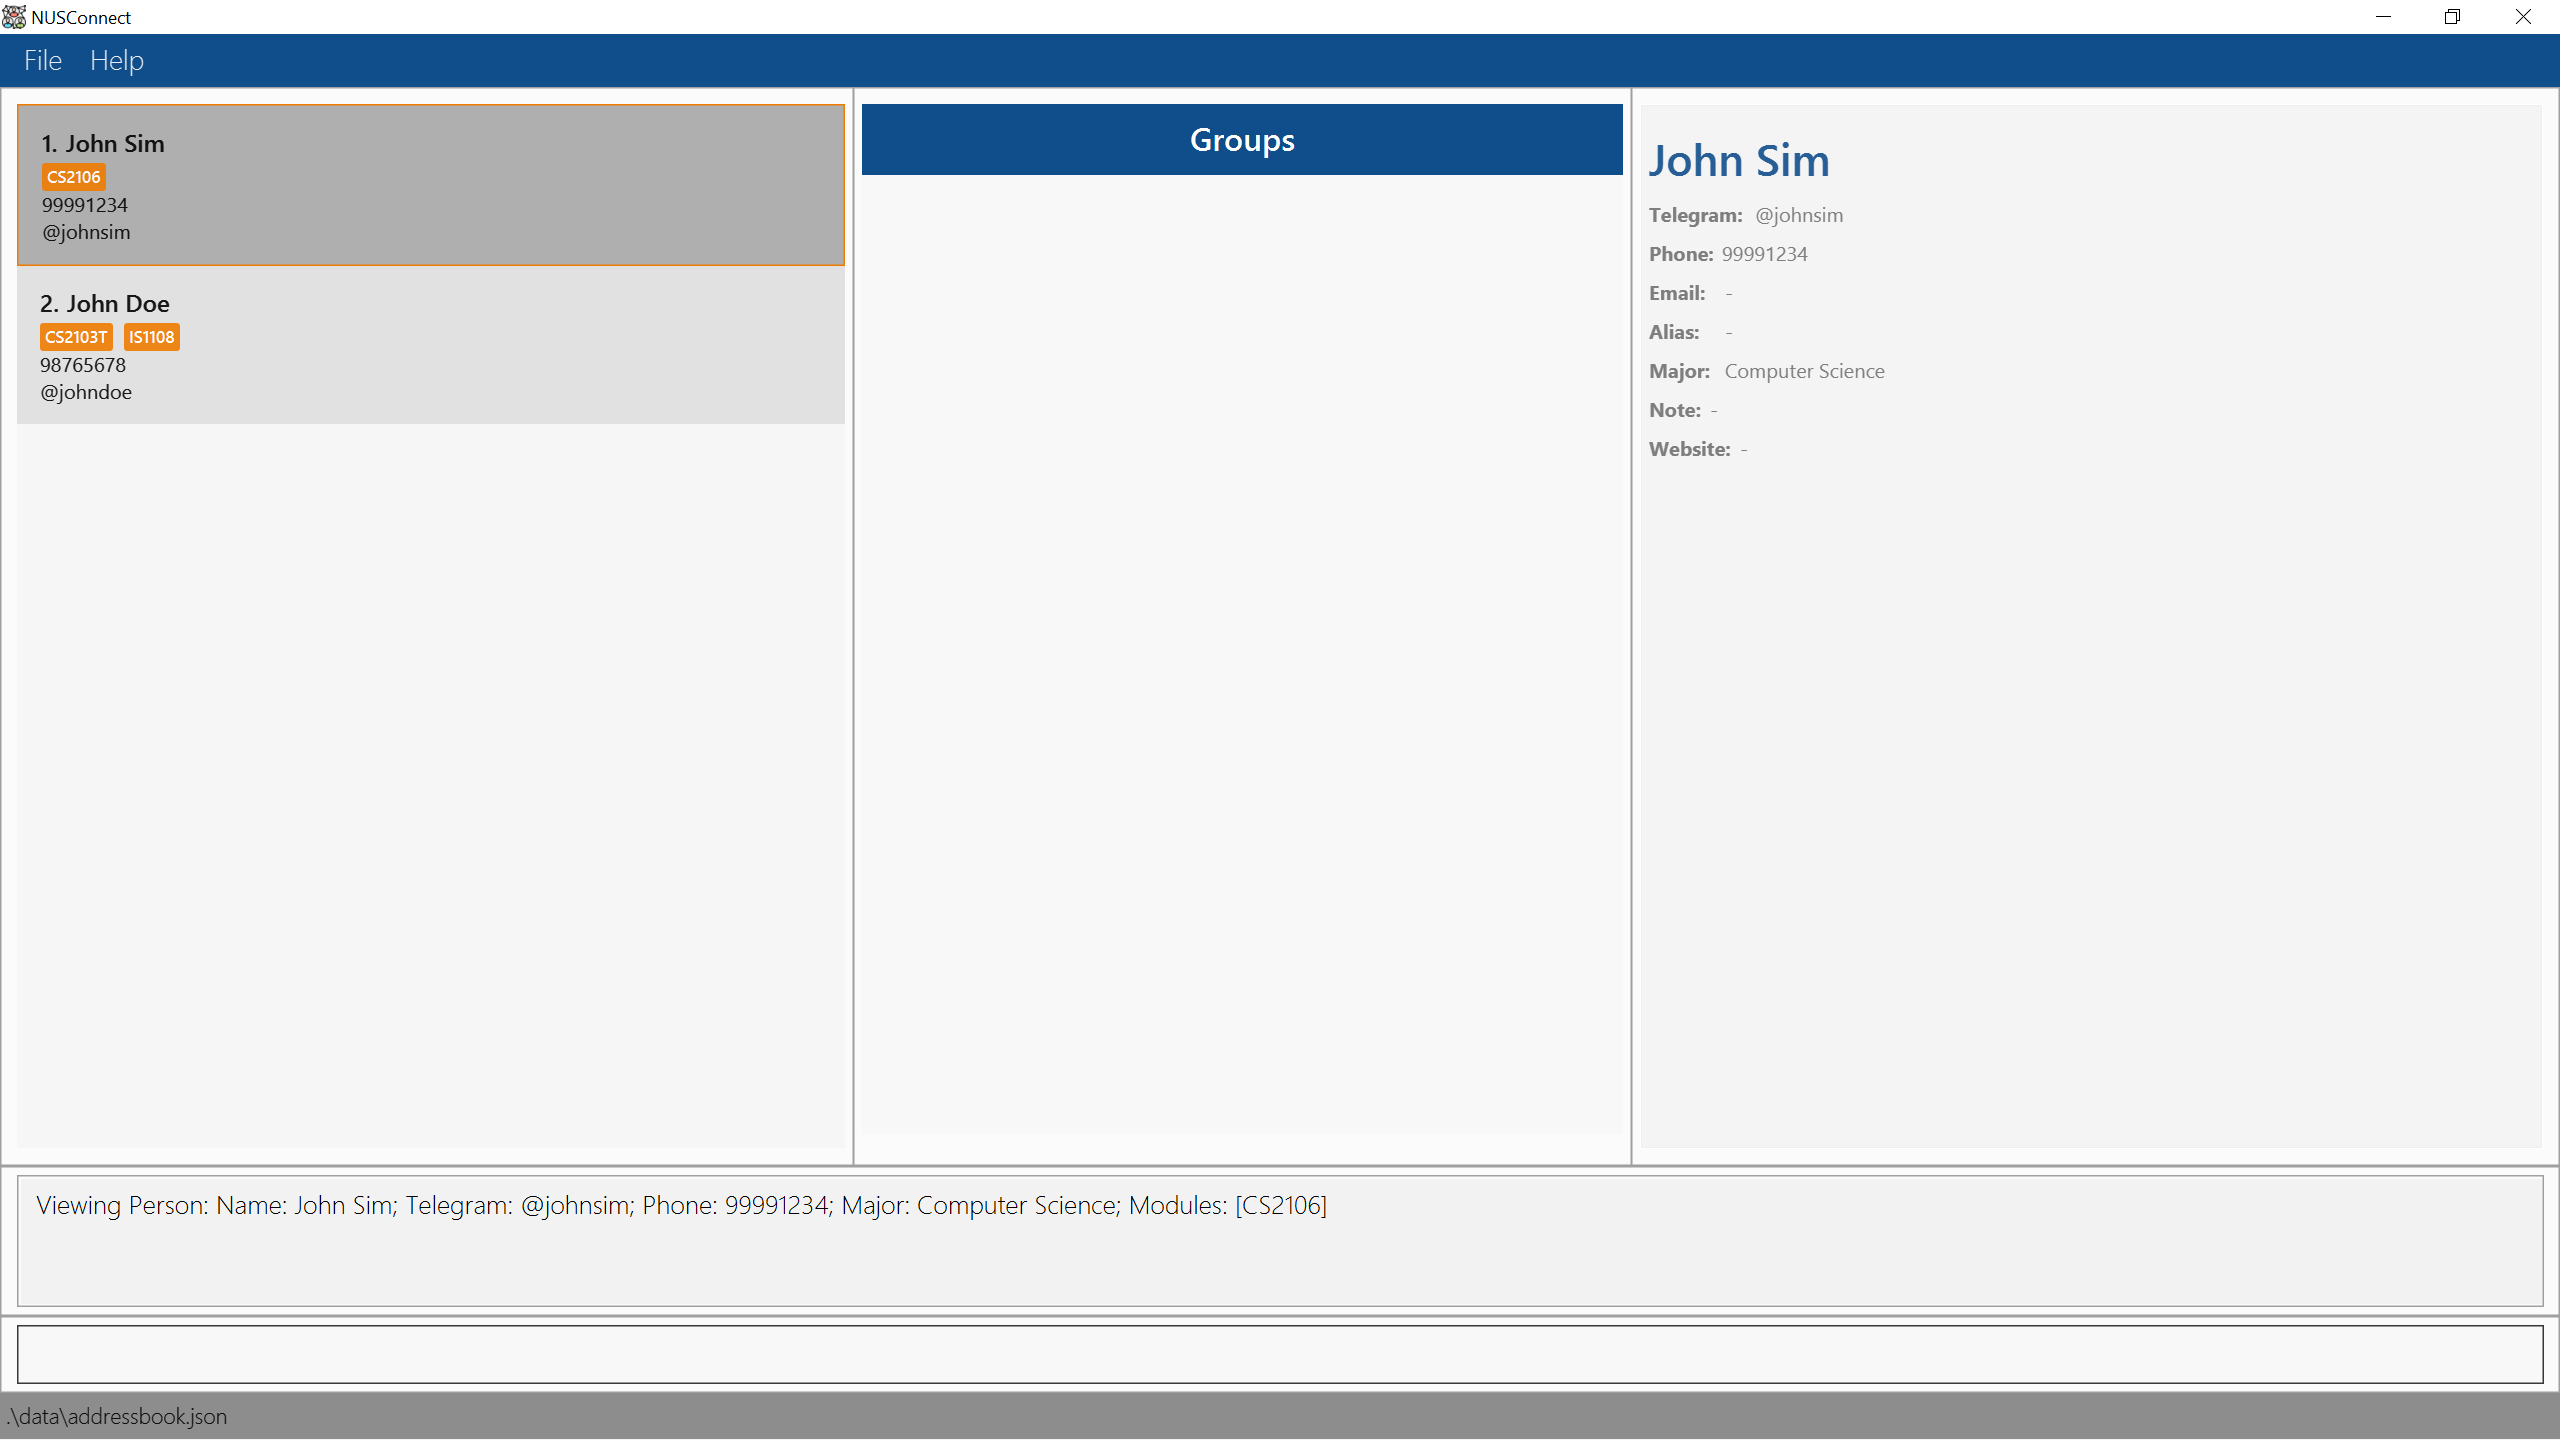 NUSConnect
File Help
1. John Sim
CS2106
99991234
@johnsim
2. John Doe
CS2103T IS1108
98765678
@johndoe
Groups
John Sim
Telegram: @johnsim
Phone: 99991234
Email: -
Alias: -
Major: Computer Science
Note: -
Website: -
Viewing Person: Name: John Sim; Telegram: @johnsim; Phone: 99991234; Major: Computer Science; Modules: [CS2106]
.\data\addressbook.json